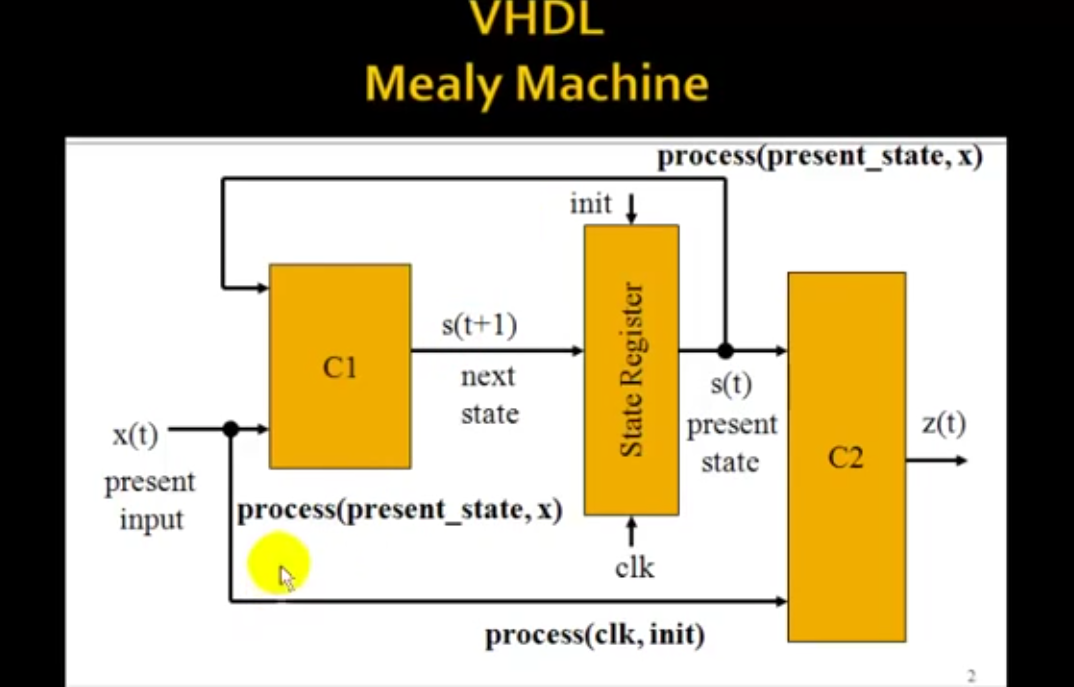 VHDL
Mealy Machine
process(present_state, x)
init
C1
s(t+1)
next
state
State Register
s(t)
present
state
C2
z(t)
x(t)
present
input
process(present_state, x)
clk
process(clk, init)
2